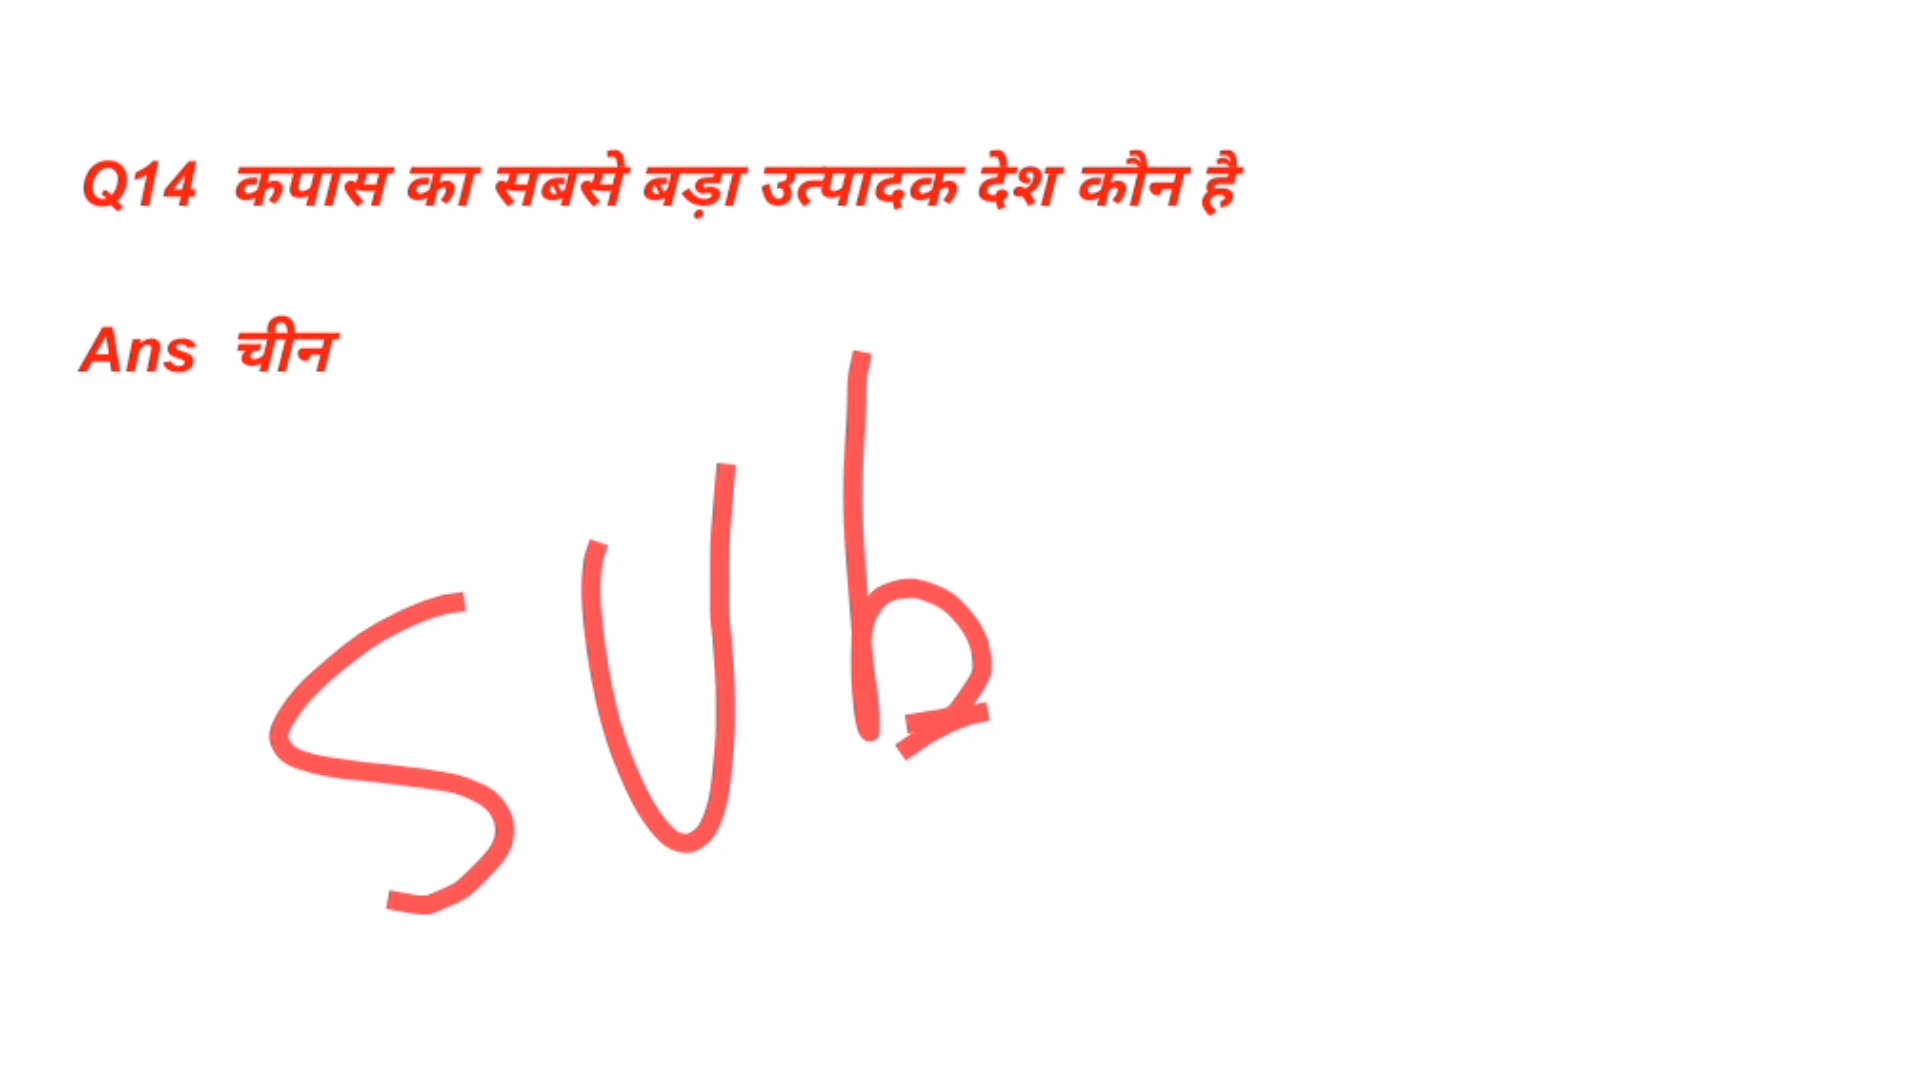 Q14 कपास का सबसे बड़ा उत्पादक देश कौन है
Ans चीन
SUb